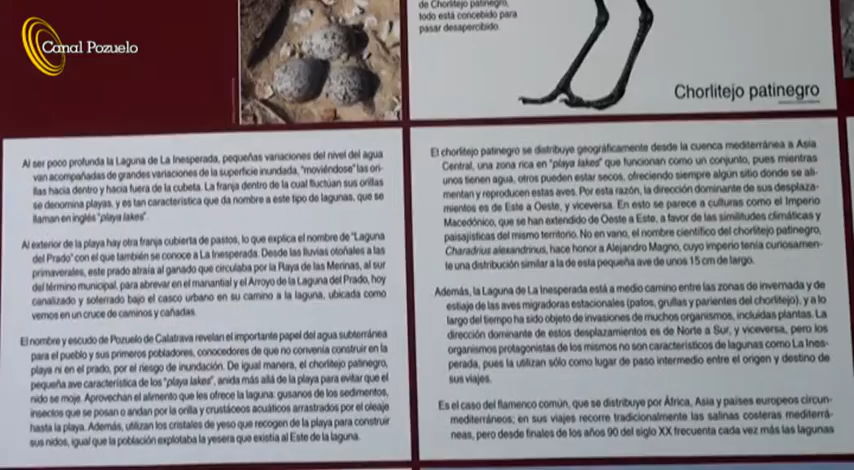 Canal Pozuelo
de Chorlitejo patinegro,
todo está concebido para
pasar desapercibido.
Chorlitejo patinegro
Al ser poco profunda la Laguna de La Inesperada, pequeñas variaciones del nivel del agua
van acompañadas de grandes variaciones de la superficie inundada, "moviéndose" las ori-
llas hacia dentro y hacia fuera de la cubeta. La franja dentro de la cual fluctúan sus orillas
se denomina playa, y es tan característica que da nombre a este tipo de lagunas, que se
llaman en inglés "playa lakes".
Al exterior de la playa hay otra franja cubierta de pastos, lo que explica el nombre de "Laguna
del Prado" con el que también se conoce a La Inesperada. Desde las lluvias otoñales a las
primaverales, este prado atraía al ganado que circulaba por la Raya de las Merinas, al sur
del término municipal, para abrevar en el manantial y el Arroyo de la Laguna del Prado, hoy
canalizado y soterrado bajo el casco urbano en su camino a la laguna, ubicada como
vemos en un cruce de caminos y cañadas.
El nombre y escudo de Pozuelo de Calatrava revelan el importante papel del agua subterránea
para el pueblo y sus primeros pobladores, conocedores de que no convenía construir en la
playa ni en el prado, por el riesgo de inundación. De igual manera, el chorlitejo patinegro,
pequeña ave característica de los "playa lakes", anida más allá de la playa para evitar que el
nido se moje. Aprovechan el alimento que les ofrece la laguna: gusanos de los sedimentos,
insectos que se posan o andan por la orilla y crustáceos acuáticos arrastrados por el oleaje
hasta la playa. Además, utilizan los cristales de yeso que recogen de la playa para construir
sus nidos, igual que la población explotaba la yesera que existía al Este de la laguna.
El chorlitejo patinegro se distribuye geográficamente desde la cuenca mediterránea a Asia
Central, una zona rica en "playa lakes" que funcionan como un conjunto, pues mientras
unos tienen agua, otros pueden estar secos, ofreciendo siempre algún sitio donde se ali-
mentan y reproducen estas aves. Por esta razón, la dirección dominante de sus desplaza-
mientos es de Este a Oeste, y viceversa. En esto se parece a culturas como el Imperio
Macedónico, que se han extendido de Oeste a Este, a favor de las similitudes climáticas y
paisajísticas del mismo territorio. No en vano, el nombre científico del chorlitejo patinegro,
Charadrius alexandrinus, hace honor a Alejandro Magno, cuyo imperio tenía curiosamen-
te una distribución similar a la de esta pequeña ave de unos 15 cm de largo.
Además, la Laguna de La Inesperada está a medio camino entre las zonas de invernada y de
estiaje de las aves migradoras estacionales (patos, grullas y parientes del chorlitejo), y a lo
largo del tiempo ha sido objeto de invasiones de muchos organismos, incluidas plantas. La
dirección dominante de estos desplazamientos es de Norte a Sur, y viceversa, pero los
organismos protagonistas de los mismos no son característicos de lagunas como La Ines-
perada, pues la utilizan sólo como lugar de paso intermedio entre el origen y destino de
sus viajes.
Es el caso del flamenco común, que se distribuye por África, Asia y países europeos circun-
mediterráneos; en sus viajes recorre tradicionalmente las salinas costeras mediterrá-
neas, pero desde finales de los años 90 del siglo XX frecuenta cada vez más las lagunas